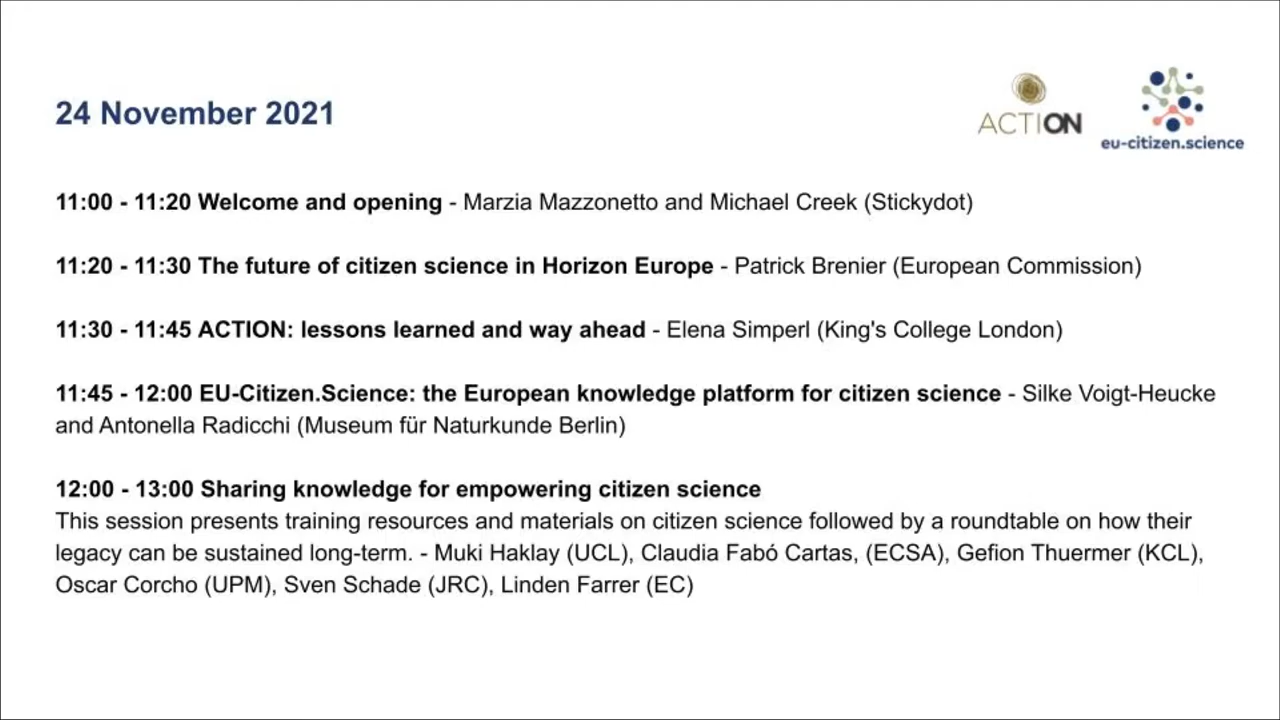 24 November 2021
ACTION
eu-citizen.science
11:00 - 11:20 Welcome and opening - Marzia Mazzonetto and Michael Creek (Stickydot)
11:20 - 11:30 The future of citizen science in Horizon Europe - Patrick Brenier (European Commission)
11:30 - 11:45 ACTION: lessons learned and way ahead - Elena Simperl (King's College London)
11:45 - 12:00 EU-Citizen.Science: the European knowledge platform for citizen science - Silke Voigt-Heucke
and Antonella Radicchi (Museum für Naturkunde Berlin)
12:00 - 13:00 Sharing knowledge for empowering citizen science
This session presents training resources and materials on citizen science followed by a roundtable on how their
legacy can be sustained long-term. - Muki Haklay (UCL), Claudia Fabó Cartas, (ECSA), Gefion Thuermer (KCL),
Oscar Corcho (UPM), Sven Schade (JRC), Linden Farrer (EC)